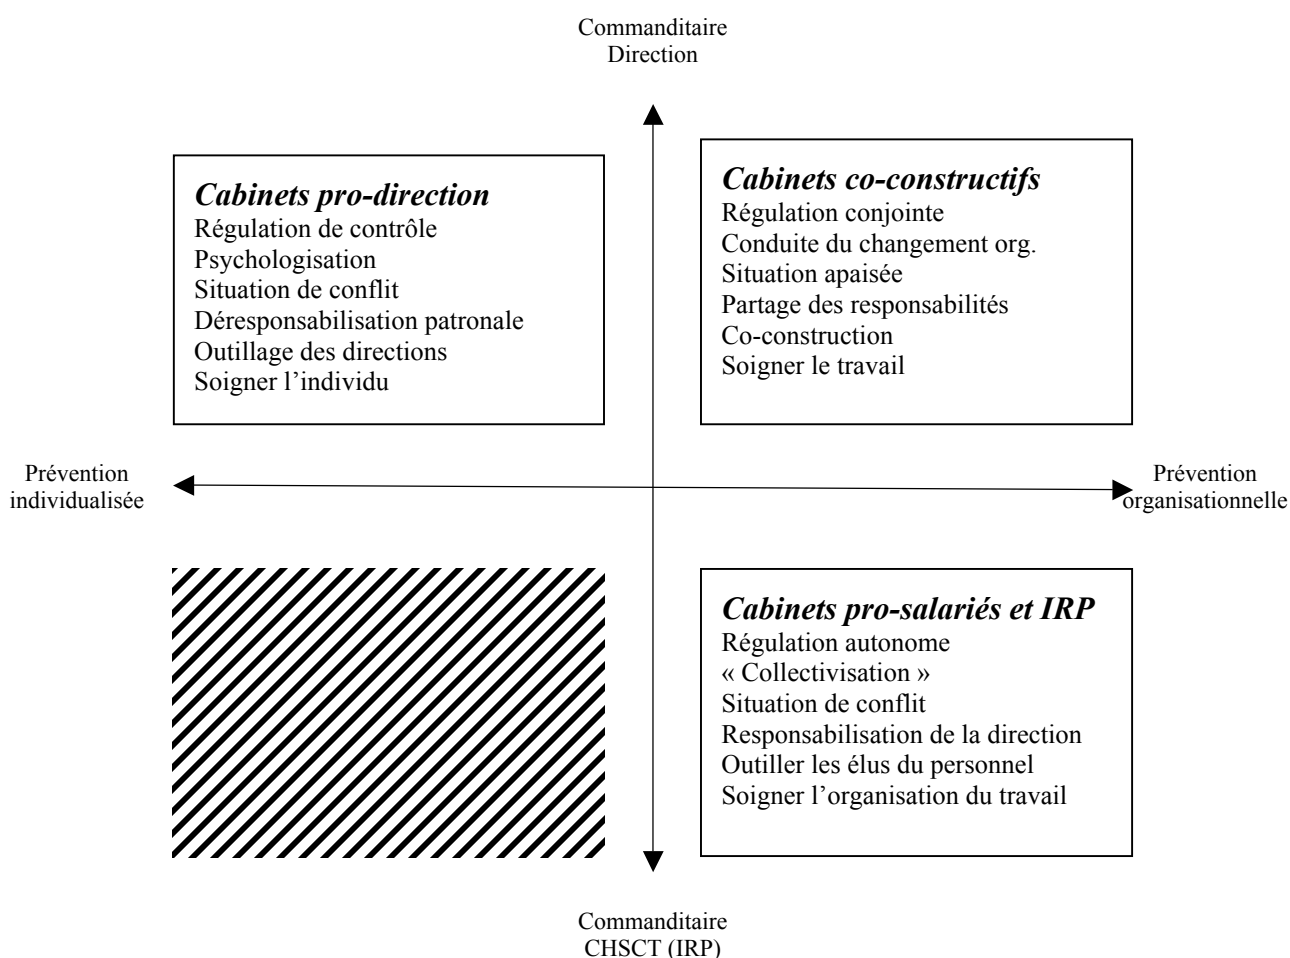 Commanditaire
Direction
Cabinets pro-direction
Régulation de contrôle
Psychologisation
Situation de conflit
Déresponsabilisation patronale
Outillage des directions
Soigner l’individu
Cabinets co-constructifs
Régulation conjointe
Conduite du changement org.
Situation apaisée
Partage des responsabilités
Co-construction
Soigner le travail
Prévention
individualisée
Prévention
organisationnelle
Cabinets pro-salariés et IRP
Régulation autonome
« Collectivisation »
Situation de conflit
Responsabilisation de la direction
Outiller les élus du personnel
Soigner l’organisation du travail
Commanditaire
CHSCT (IRP)